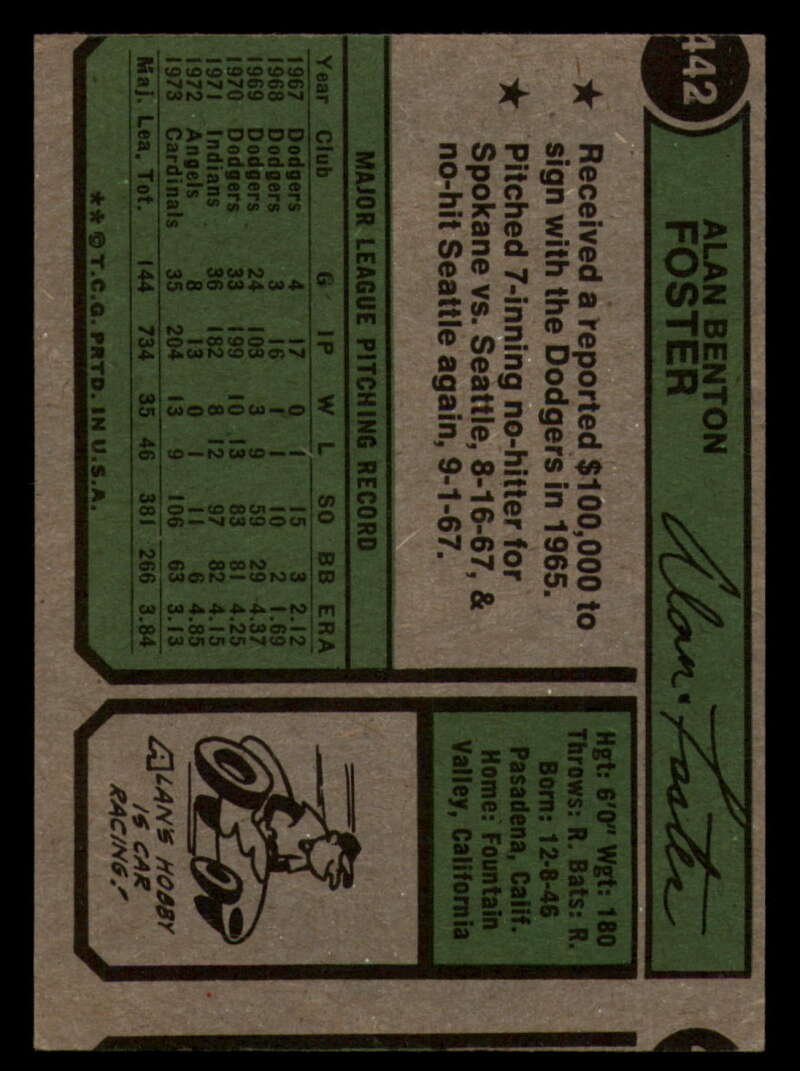 442
ALAN BENTON
FOSTER
Alan Foster
★ Received a reported $100,000 to
sign with the Dodgers in 1965.
★ Pitched 7-inning no-hitter for
Spokane vs. Seattle, 8-16-67, &
no-hit Seattle again, 9-1-67.
Hgt: 6'0" Wgt: 180
Throws: R. Bats: R.
Born: 12-8-46
Pasadena, Calif.
Home: Fountain
Valley, California
MAJOR LEAGUE PITCHING RECORD
Year Club G IP W L SO BB ERA
1967 Dodgers 4 17 0 1 15 3 2.12
1968 Dodgers 3 16 1 1 10 2 1.69
1969 Dodgers 24 103 3 9 59 29 4.37
1970 Dodgers 33 199 10 13 83 81 4.25
1971 Indians 36 182 8 12 97 82 4.15
1972 Angels 8 13 0 1 11 6 4.85
1973 Cardinals 35 204 13 9 106 63 3.13
Maj. Lea. Tot. 144 734 35 46 381 266 3.84
**©T.C.G. PRTD. IN U.S.A.
ALAN'S HOBBY
IS CAR
RACING!